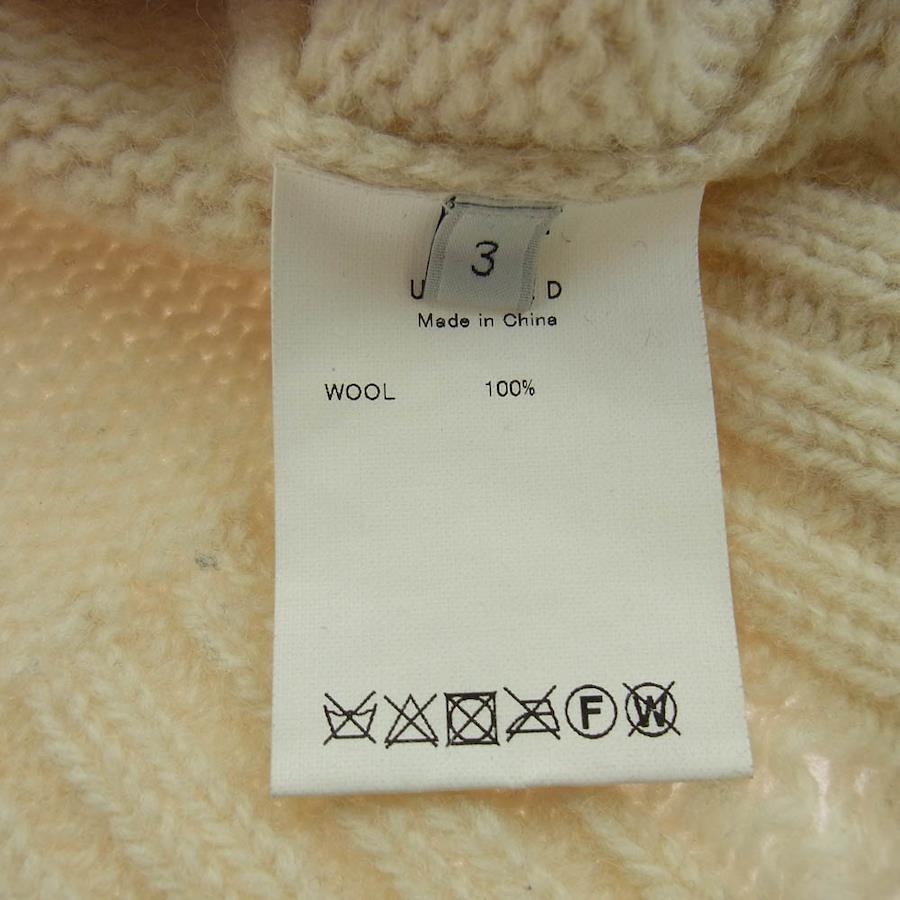 3
Made in China
WOOL 100%
F W